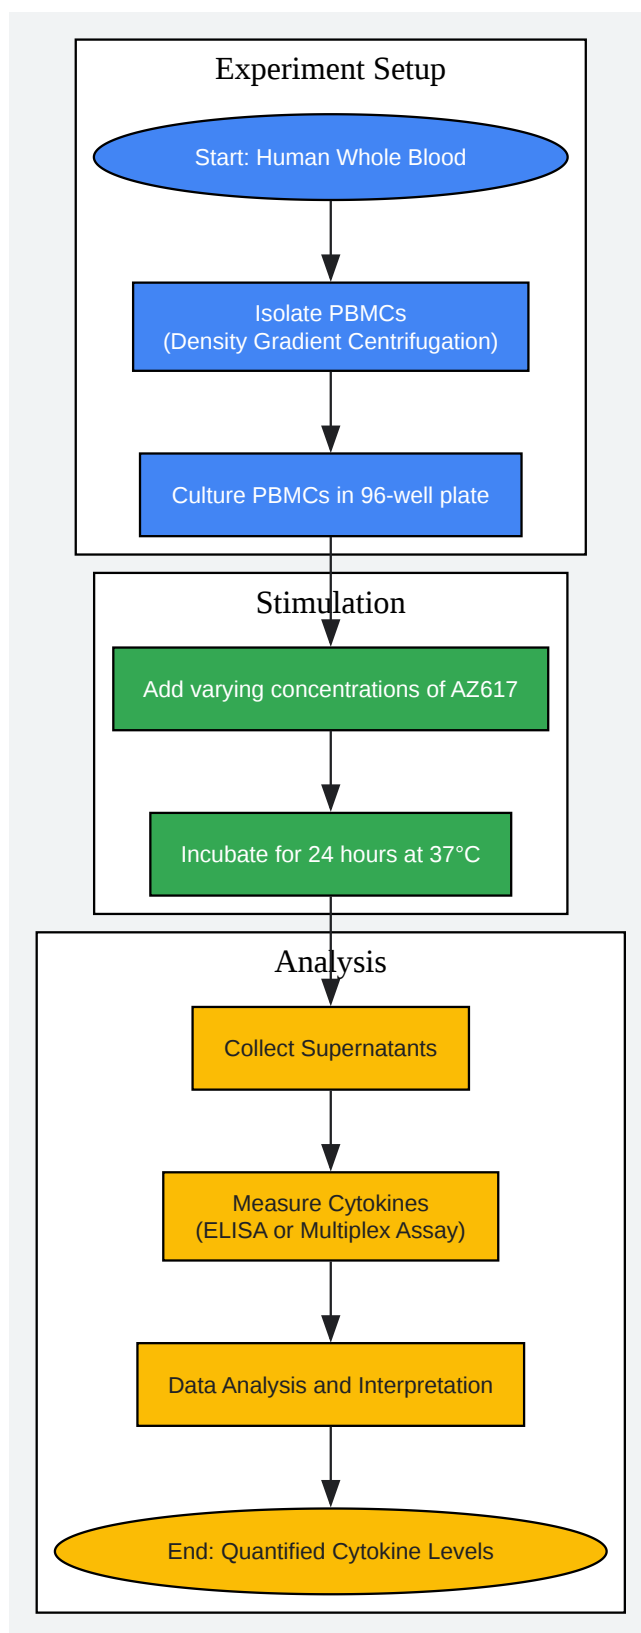 Experiment Setup
Start: Human Whole Blood
Isolate PBMCs
(Density Gradient Centrifugation)
Culture PBMCs in 96-well plate
Stimulation
Add varying concentrations of AZ617
Incubate for 24 hours at 37°C
Analysis
Collect Supernatants
Measure Cytokines
(ELISA or Multiplex Assay)
Data Analysis and Interpretation
End: Quantified Cytokine Levels